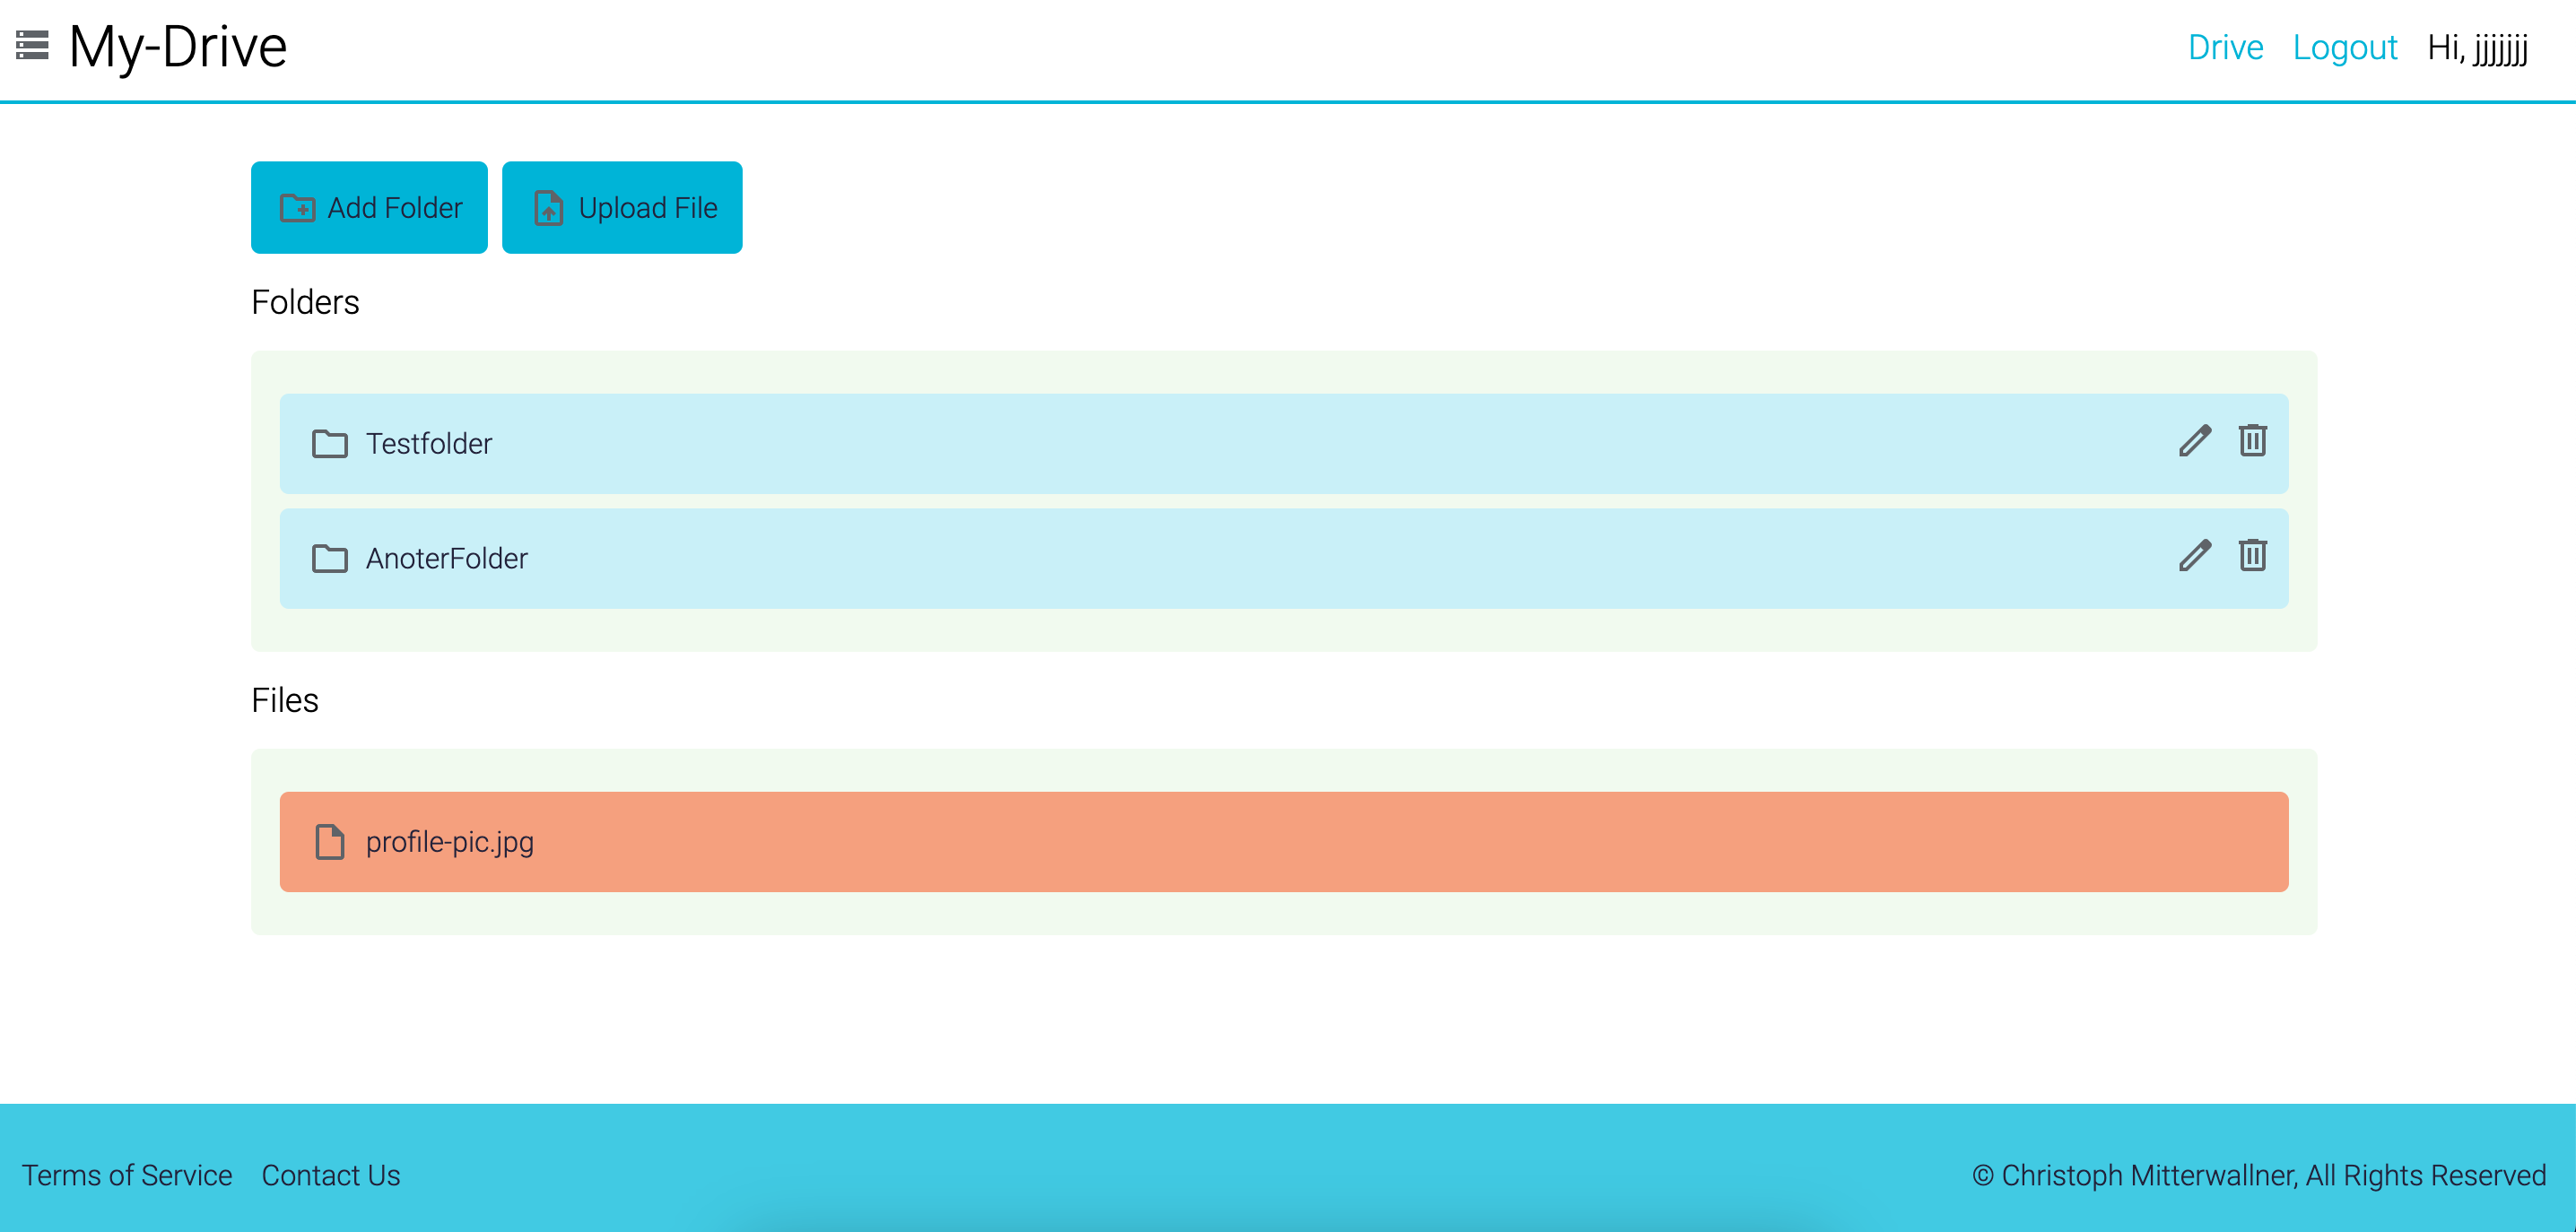 My-Drive
Drive Logout Hi, jjjjjjj
Add Folder Upload File
Folders
Testfolder
AnoterFolder
Files
profile-pic.jpg
Terms of Service Contact Us
© Christoph Mitterwallner, All Rights Reserved